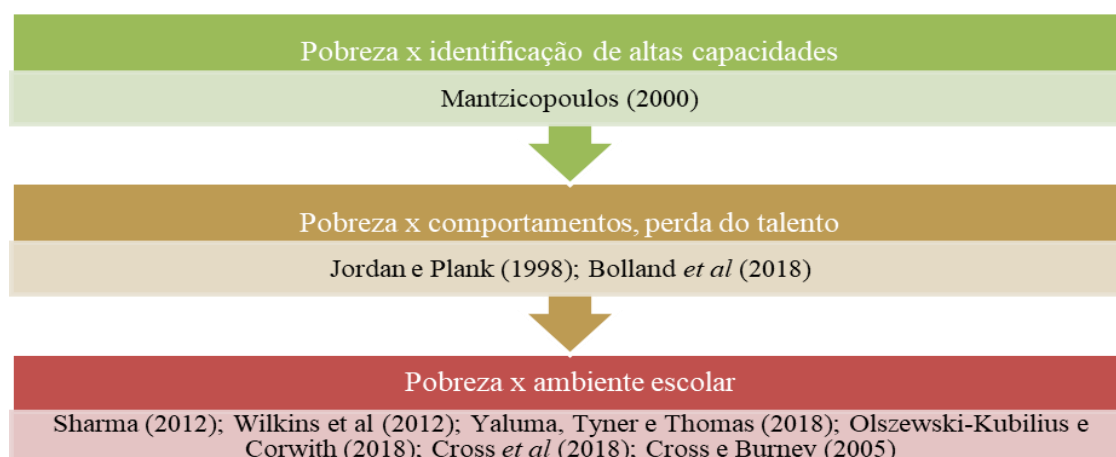 Pobreza x identificação de altas capacidades
Mantzicopoulos (2000)
Pobreza x comportamentos, perda do talento
Jordan e Plank (1998); Bolland et al (2018)
Pobreza x ambiente escolar
Sharma (2012); Wilkins et al (2012); Yaluma, Tyner e Thomas (2018); Olszewski-Kubilius e
Corwith (2018); Cross et al (2018); Cross e Burney (2005)